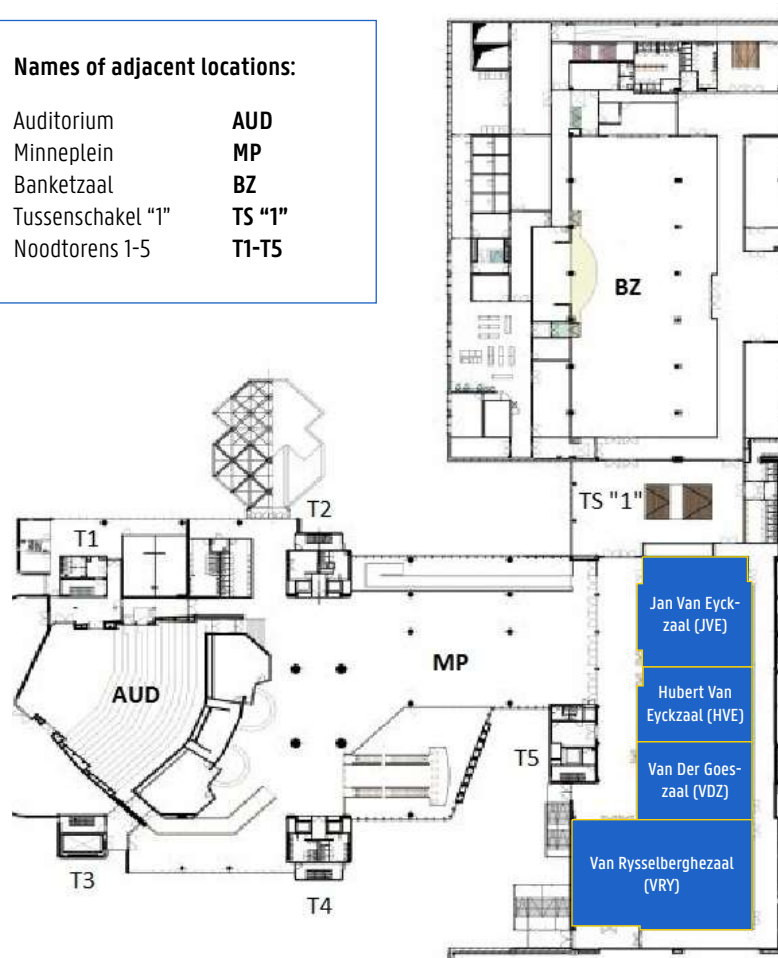 Names of adjacent locations:
Auditorium AUD
Minneplein MP
Banketzaal BZ
Tussenschakel “1” TS “1”
Noodtorens 1-5 T1-T5
BZ
TS "1"
T2
T1
Jan Van Eyck-
zaal (JVE)
MP
AUD
Hubert Van
Eyckzaal (HVE)
T5
Van Der Goes-
zaal (VDZ)
Van Rysselberghezaal
(VRY)
T3
T4